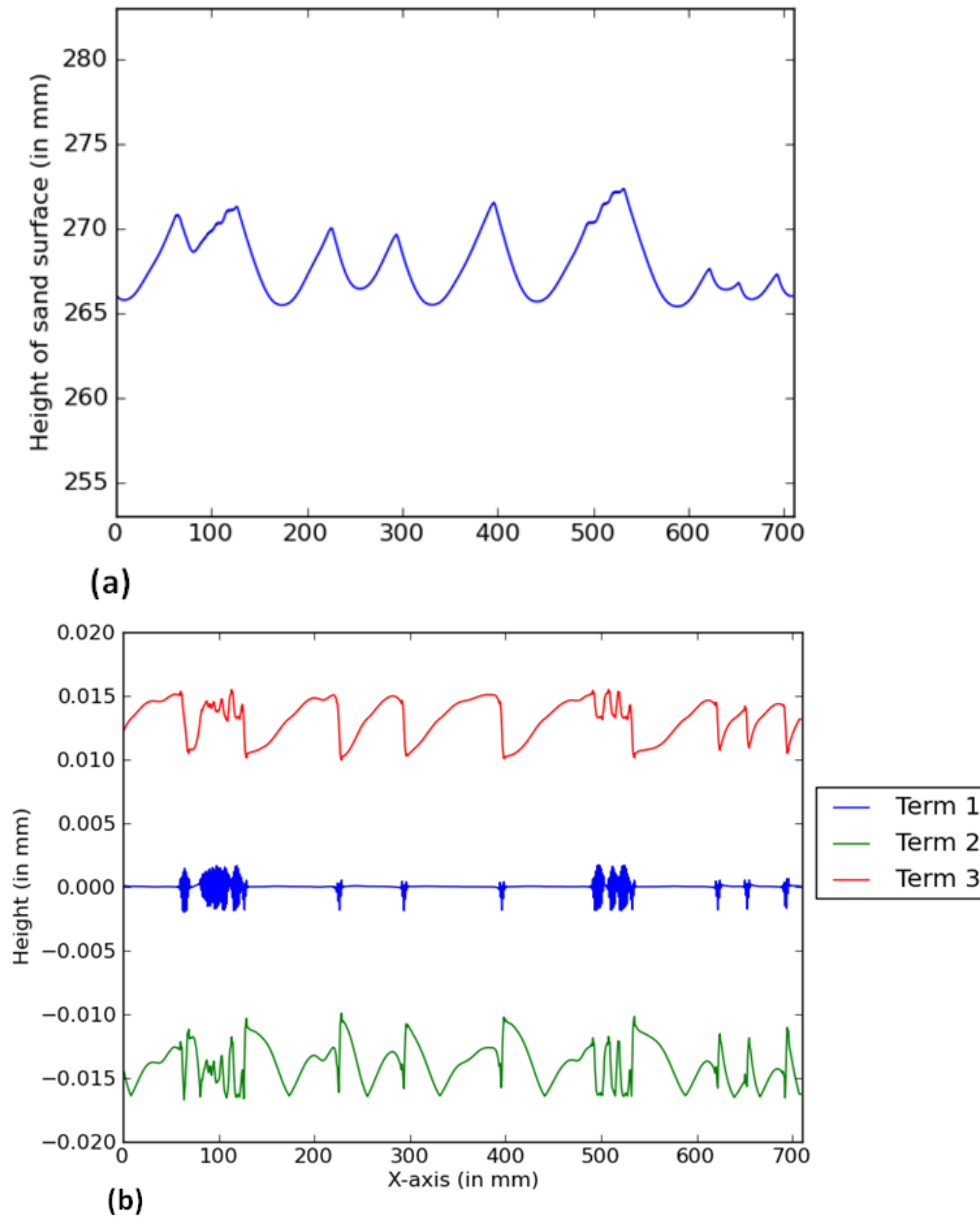 Height of sand surface (in mm)
280
275
270
265
260
255
0 100 200 300 400 500 600 700
(a)
Height (in mm)
0.020
0.015
0.010
0.005
0.000
−0.005
−0.010
−0.015
−0.020
0 100 200 300 400 500 600 700
X-axis (in mm)
Term 1
Term 2
Term 3
(b)